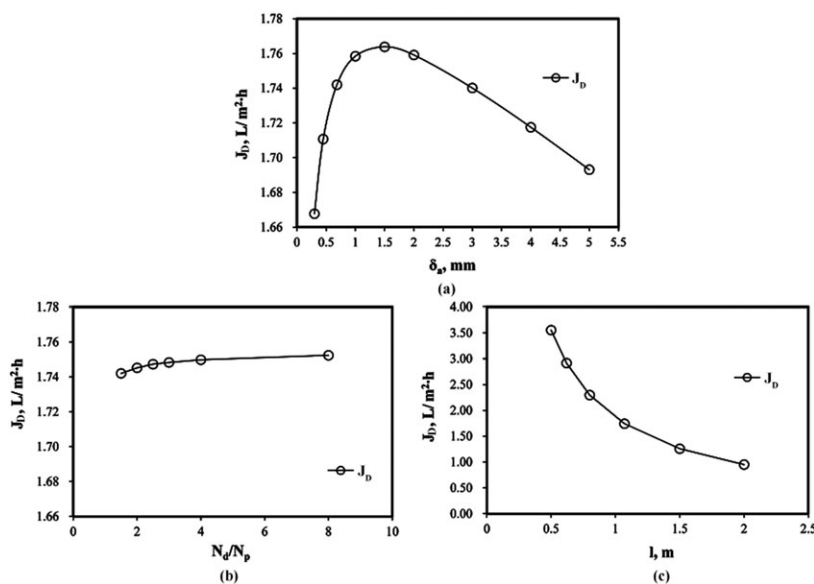 1.78
1.76
1.74
1.72
1.70
1.68
1.66
J_D, L/ m²·h
J_D
0 0.5 1 1.5 2 2.5 3 3.5 4 4.5 5 5.5
δ_a, mm
(a)
1.78
1.76
1.74
1.72
1.70
1.68
1.66
J_D, L/ m²·h
J_D
0 2 4 6 8 10
N_d/N_p
(b)
4.00
3.50
3.00
2.50
2.00
1.50
1.00
0.50
0.00
J_D, L/ m²·h
J_D
0 0.5 1 1.5 2 2.5
l, m
(c)